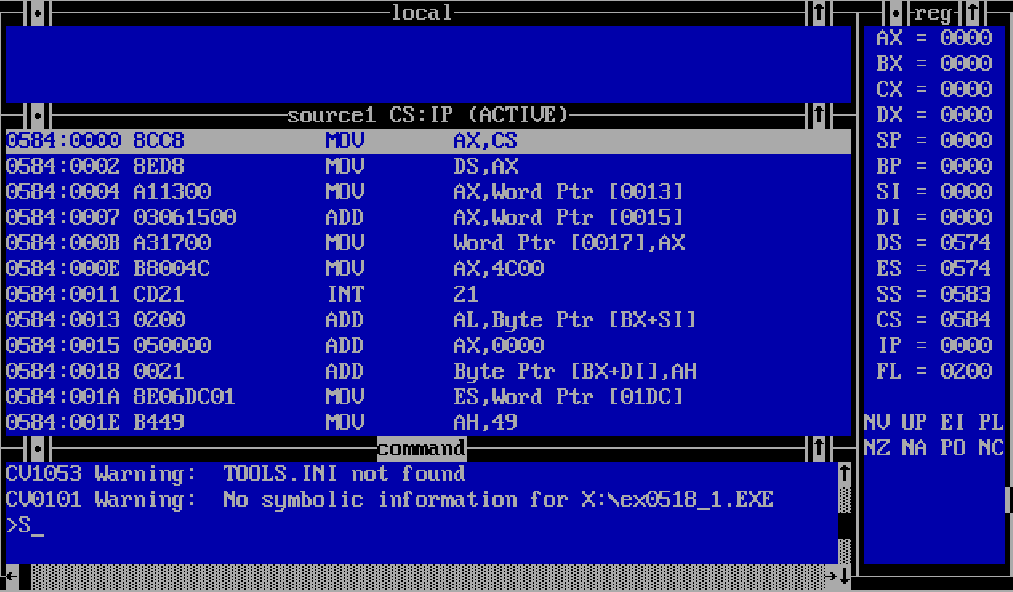 local
source1 CS:IP (ACTIVE)
0584:0000 8CC8 MOV AX,CS
0584:0002 8ED8 MOV DS,AX
0584:0004 A11300 MOV AX,Word Ptr [0013]
0584:0007 03061500 ADD AX,Word Ptr [0015]
0584:000B A31700 MOV Word Ptr [0017],AX
0584:000E B8004C MOV AX,4C00
0584:0011 CD21 INT 21
0584:0013 0200 ADD AL,Byte Ptr [BX+SI]
0584:0015 050000 ADD AX,0000
0584:0018 0021 ADD Byte Ptr [BX+DI],AH
0584:001A 8E06DC01 MOV ES,Word Ptr [01DC]
0584:001E B449 MOV AH,49
command
CV1053 Warning: TOOLS.INI not found
CV0101 Warning: No symbolic information for X:\ex0518_1.EXE
>S_
reg
AX = 0000
BX = 0000
CX = 0000
DX = 0000
SP = 0000
BP = 0000
SI = 0000
DI = 0000
DS = 0574
ES = 0574
SS = 0583
CS = 0584
IP = 0000
FL = 0200
NV UP EI PL
NZ NA PO NC